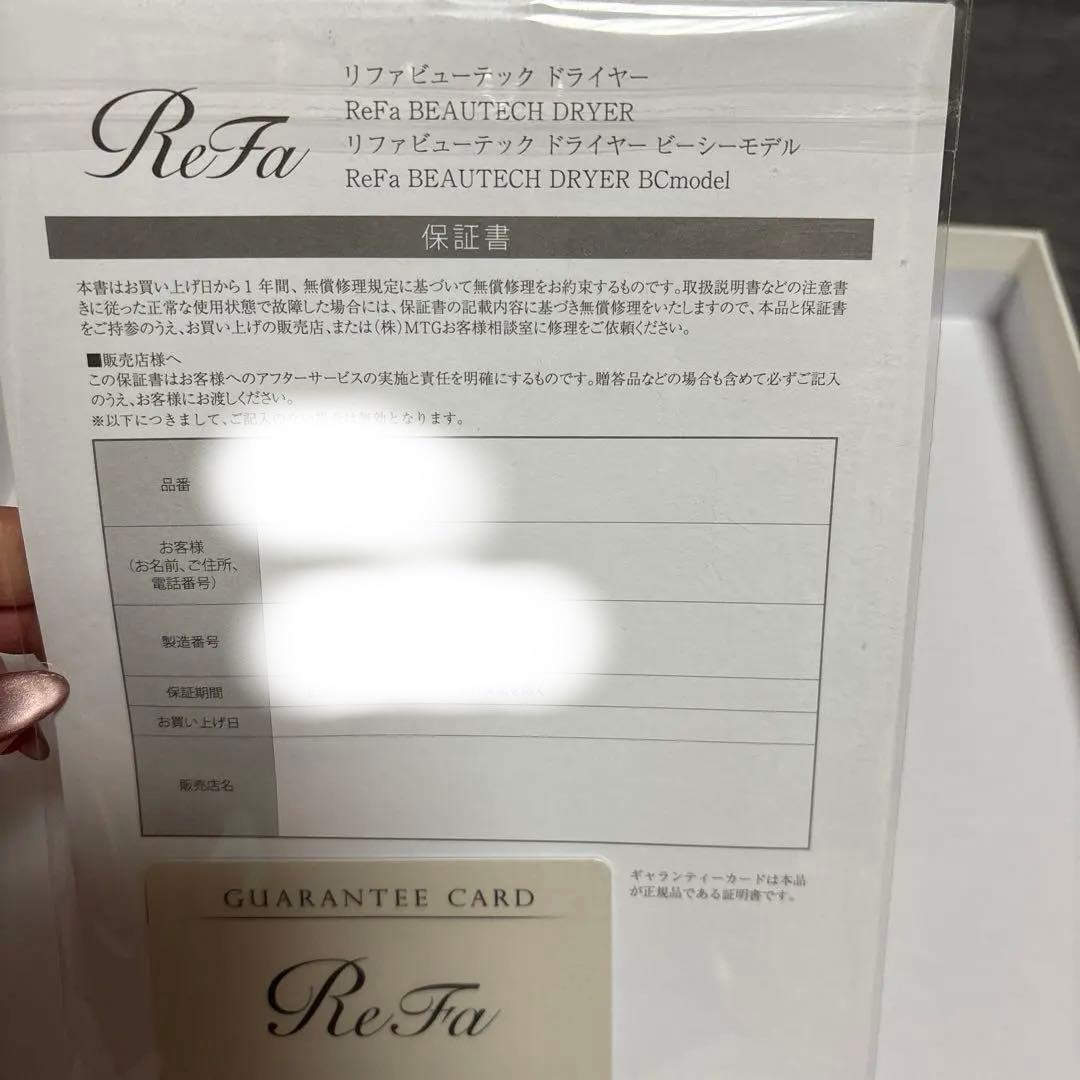 ReFa
リファビューテック ドライヤー
ReFa BEAUTECH DRYER
リファビューテック ドライヤー ビーシーモデル
ReFa BEAUTECH DRYER BCmodel
保証書
本書はお買い上げ日から1年間、無償修理規定に基づいて無償修理をお約束するものです。取扱説明書などの注意書
きに従った正常な使用状態で故障した場合には、保証書の記載内容に基づき無償修理をいたしますので、本品と保証書
をご持参のうえ、お買い上げの販売店、または(株)MTGお客様相談室に修理をご依頼ください。
■販売店様へ
この保証書はお客様へのアフターサービスの実施と責任を明確にするものです。贈答品などの場合も含めて必ずご記入
のうえ、お客様にお渡しください。
※以下につきまして、ご記入のない場合は無効となります。
品番
お客様
(お名前、ご住所、
電話番号)
製造番号
保証期間
お買い上げ日
販売店名
GUARANTEE CARD
ReFa
ギャランティーカードは本品
が正規品である証明書です。